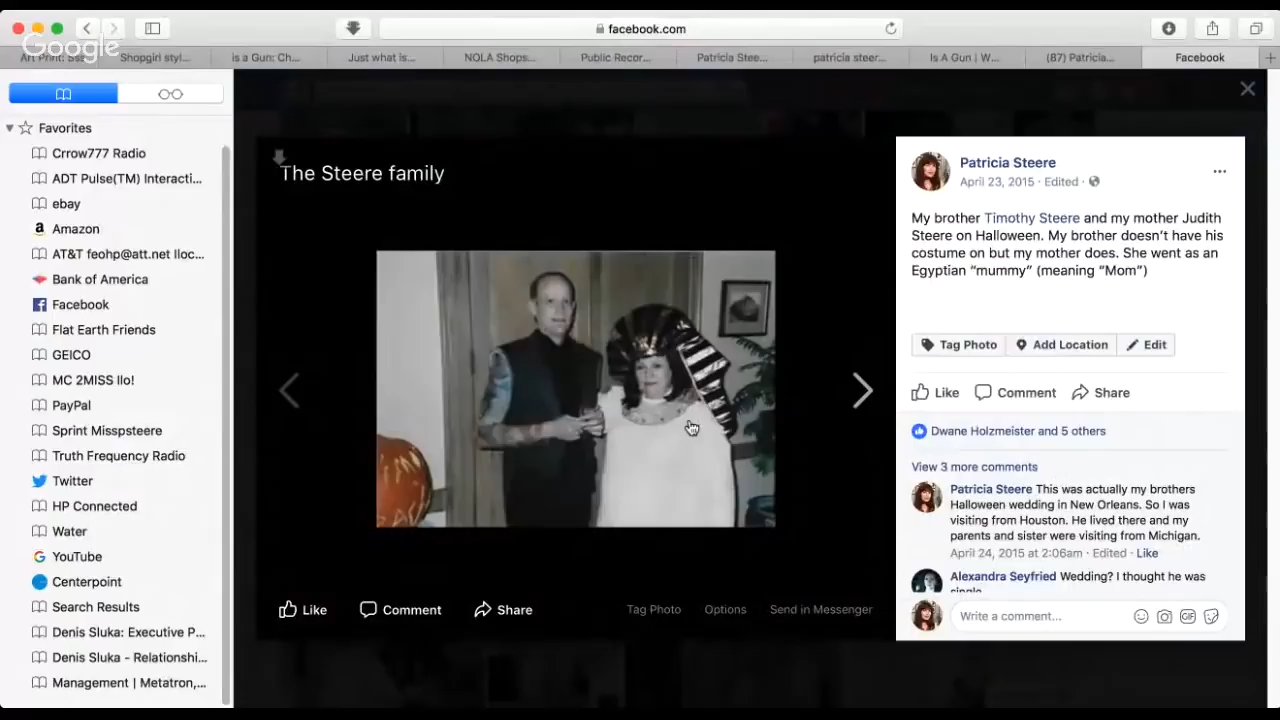 facebook.com
Google
Art Print: Sss
Shopgirl styl...
is a Gun: Ch...
Just what is...
NOLA Shops...
Public Recor...
Patricia Stee...
patricia steer...
Is A Gun | W...
(87) Patricia...
Facebook
Favorites
Crrow777 Radio
ADT Pulse(TM) Interacti...
ebay
Amazon
AT&T feohp@att.net lloc...
Bank of America
Facebook
Flat Earth Friends
GEICO
MC 2MISS llo!
PayPal
Sprint Misspsteere
Truth Frequency Radio
Twitter
HP Connected
Water
YouTube
Centerpoint
Search Results
Denis Sluka: Executive P...
Denis Sluka - Relationshi...
Management | Metatron,...
The Steere family
Like
Comment
Share
Tag Photo
Options
Send in Messenger
Patricia Steere
April 23, 2015 · Edited ·
My brother Timothy Steere and my mother Judith
Steere on Halloween. My brother doesn't have his
costume on but my mother does. She went as an
Egyptian “mummy” (meaning “Mom”)
Tag Photo
Add Location
Edit
Like
Comment
Share
Dwane Holzmeister and 5 others
View 3 more comments
Patricia Steere This was actually my brothers
Halloween wedding in New Orleans. So I was
visiting from Houston. He lived there and my
parents and sister were visiting from Michigan.
April 24, 2015 at 2:06am · Edited · Like
Alexandra Seyfried Wedding? I thought he was
single
Write a comment...
GIF